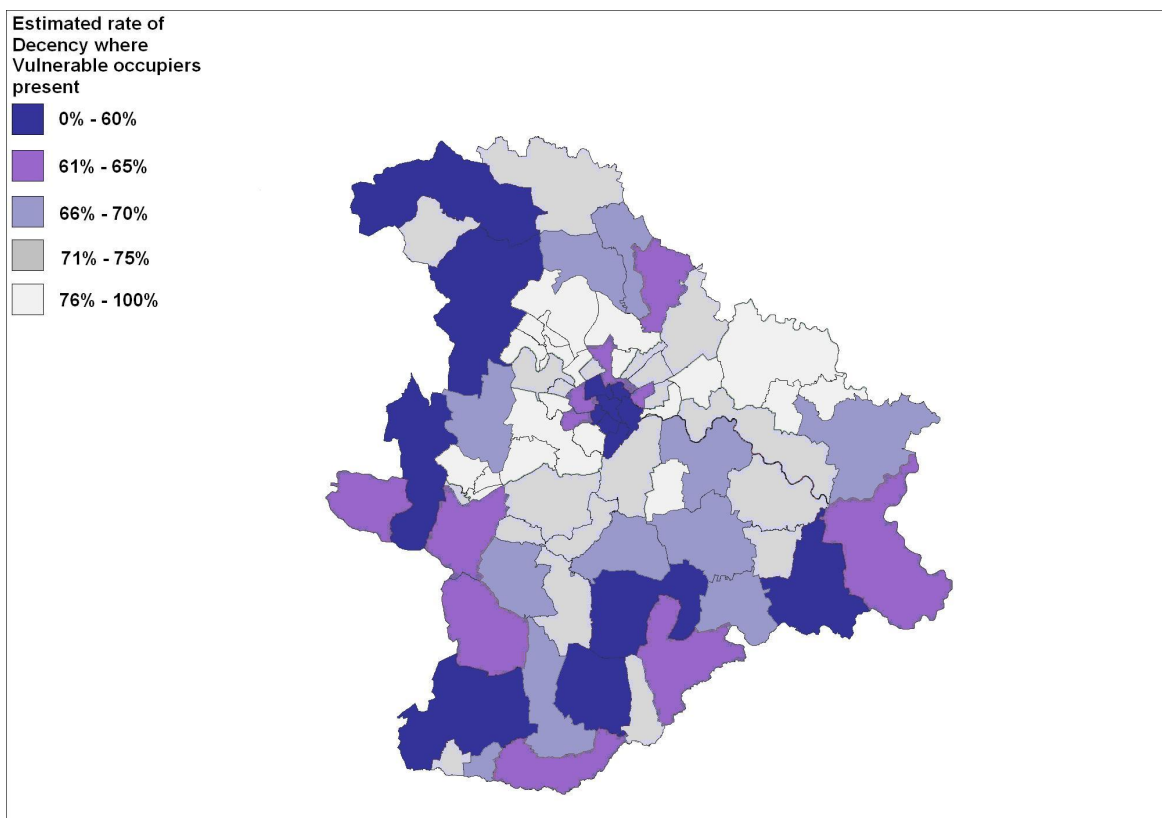 Estimated rate of
Decency where
Vulnerable occupiers
present
0% - 60%
61% - 65%
66% - 70%
71% - 75%
76% - 100%